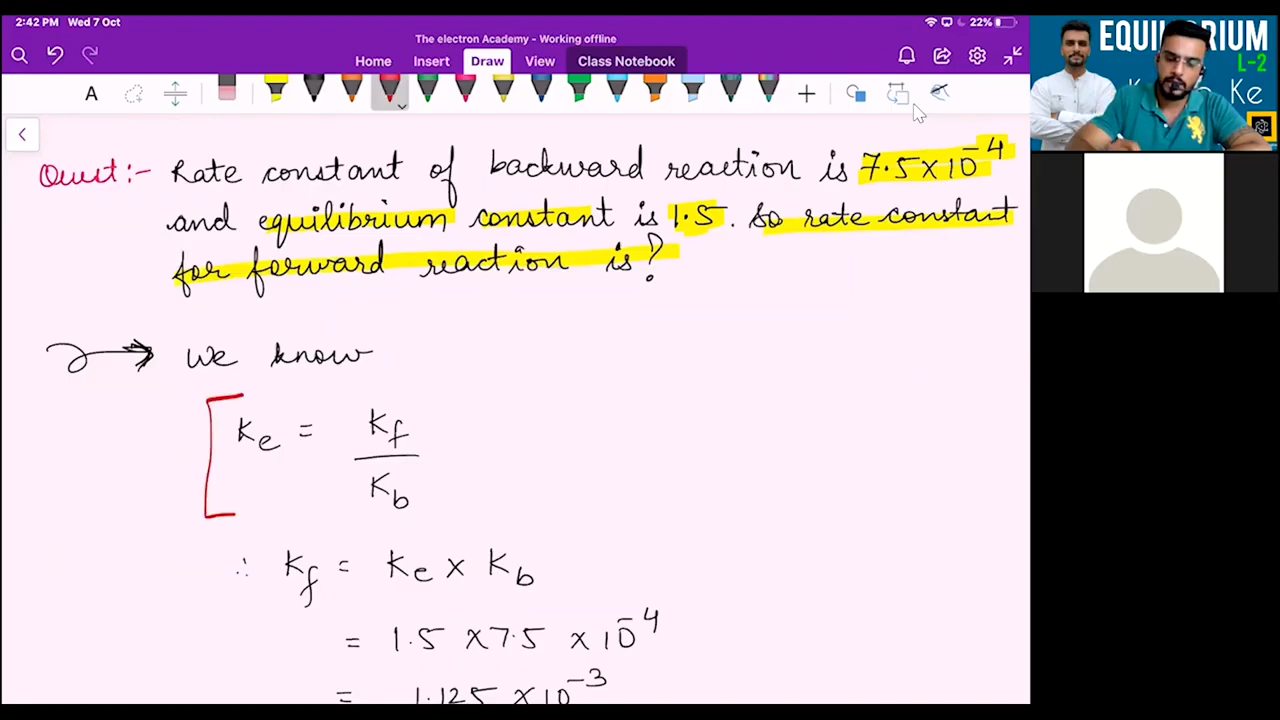 2:42 PM Wed 7 Oct
22%
The electron Academy - Working offline
Home Insert Draw View Class Notebook
A
EQUILIBRIUM
L-2
Ke
Quest:- Rate constant of backward reaction is 7.5x10⁻⁴
and equilibrium constant is 1.5. So rate constant
for forward reaction is?
We know
Ke = Kf / Kb
∴ Kf = Ke x Kb
= 1.5 x 7.5 x 10⁻⁴
= 1.125 x 10⁻³